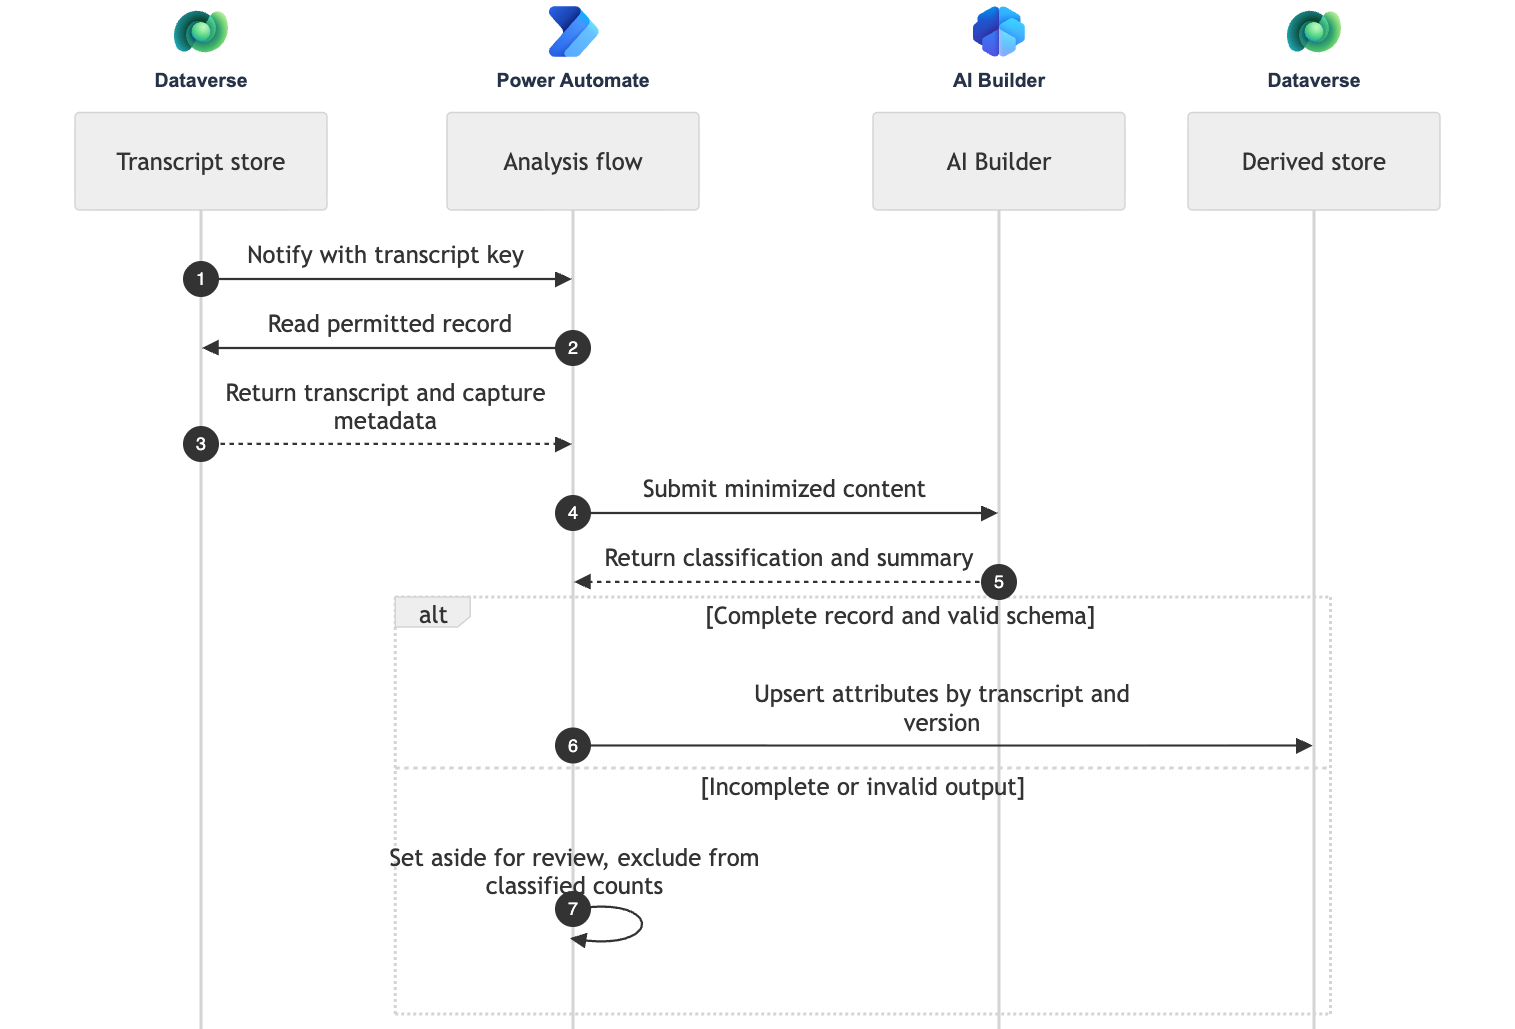 Dataverse
Power Automate
AI Builder
Dataverse
Transcript store
Analysis flow
AI Builder
Derived store
Notify with transcript key
1
Read permitted record
2
Return transcript and capture
metadata
3
Submit minimized content
4
Return classification and summary
5
alt
[Complete record and valid schema]
Upsert attributes by transcript and
version
6
[Incomplete or invalid output]
Set aside for review, exclude from
classified counts
7